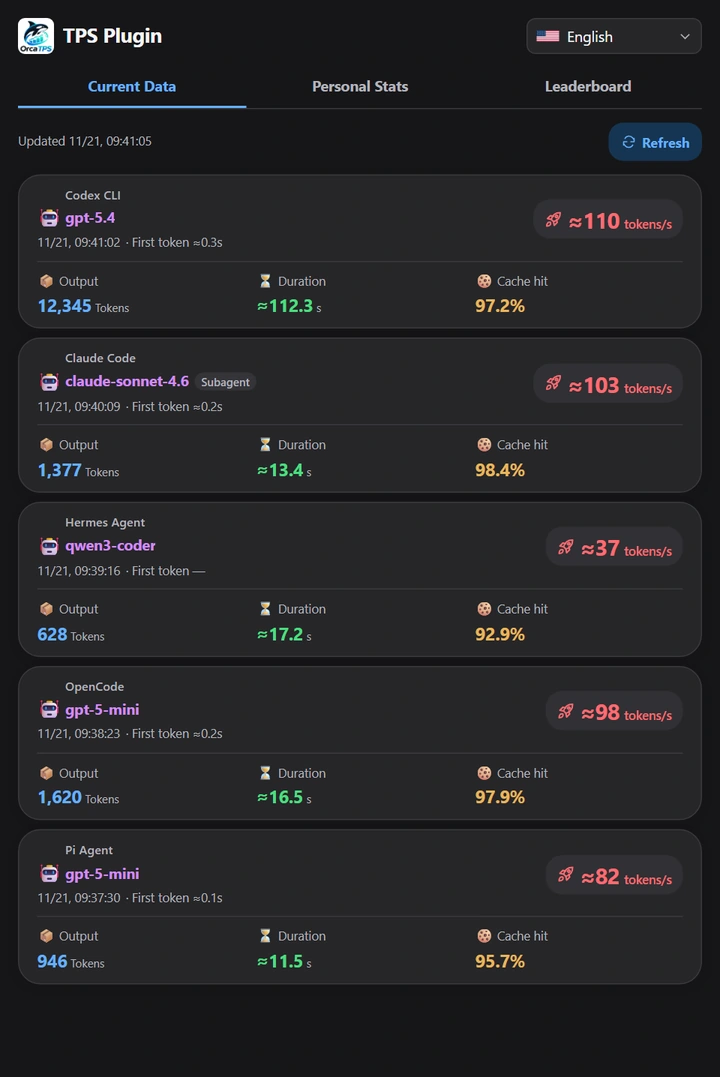 OrcaTPS
TPS Plugin
English
Current Data Personal Stats Leaderboard
Updated 11/21, 09:41:05
Refresh
Codex CLI
gpt-5.4
≈110 tokens/s
11/21, 09:41:02 · First token ≈0.3s
Output Duration Cache hit
12,345 Tokens ≈112.3 s 97.2%
Claude Code
claude-sonnet-4.6 Subagent
≈103 tokens/s
11/21, 09:40:09 · First token ≈0.2s
Output Duration Cache hit
1,377 Tokens ≈13.4 s 98.4%
Hermes Agent
qwen3-coder
≈37 tokens/s
11/21, 09:39:16 · First token —
Output Duration Cache hit
628 Tokens ≈17.2 s 92.9%
OpenCode
gpt-5-mini
≈98 tokens/s
11/21, 09:38:23 · First token ≈0.2s
Output Duration Cache hit
1,620 Tokens ≈16.5 s 97.9%
Pi Agent
gpt-5-mini
≈82 tokens/s
11/21, 09:37:30 · First token ≈0.1s
Output Duration Cache hit
946 Tokens ≈11.5 s 95.7%